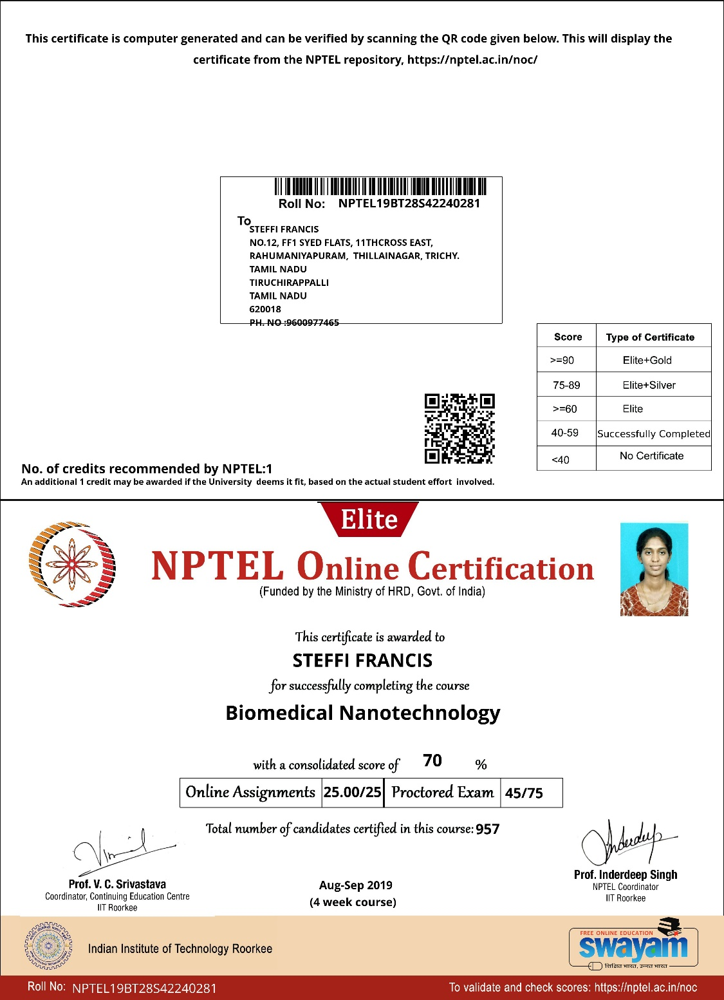 This certificate is computer generated and can be verified by scanning the QR code given below. This will display the
certificate from the NPTEL repository, https://nptel.ac.in/noc/
Roll No: NPTEL19BT28S42240281
To
STEFFI FRANCIS
NO.12, FF1 SYED FLATS, 11THCROSS EAST,
RAHUMANIYAPURAM, THILLAINAGAR, TRICHY.
TAMIL NADU
TIRUCHIRAPPALLI
TAMIL NADU
620018
PH. NO :9600977465
Score Type of Certificate
>=90 Elite+Gold
75-89 Elite+Silver
>=60 Elite
40-59 Successfully Completed
<40 No Certificate
No. of credits recommended by NPTEL:1
An additional 1 credit may be awarded if the University deems it fit, based on the actual student effort involved.
Elite
NPTEL Online Certification
(Funded by the Ministry of HRD, Govt. of India)
This certificate is awarded to
STEFFI FRANCIS
for successfully completing the course
Biomedical Nanotechnology
with a consolidated score of 70 %
Online Assignments 25.00/25 Proctored Exam 45/75
Total number of candidates certified in this course: 957
Prof. V. C. Srivastava
Coordinator, Continuing Education Centre
IIT Roorkee
Aug-Sep 2019
(4 week course)
Prof. Inderdeep Singh
NPTEL Coordinator
IIT Roorkee
Indian Institute of Technology Roorkee
FREE ONLINE EDUCATION
swayam
शिक्षित भारत, उन्नत भारत
Roll No: NPTEL19BT28S42240281
To validate and check scores: https://nptel.ac.in/noc